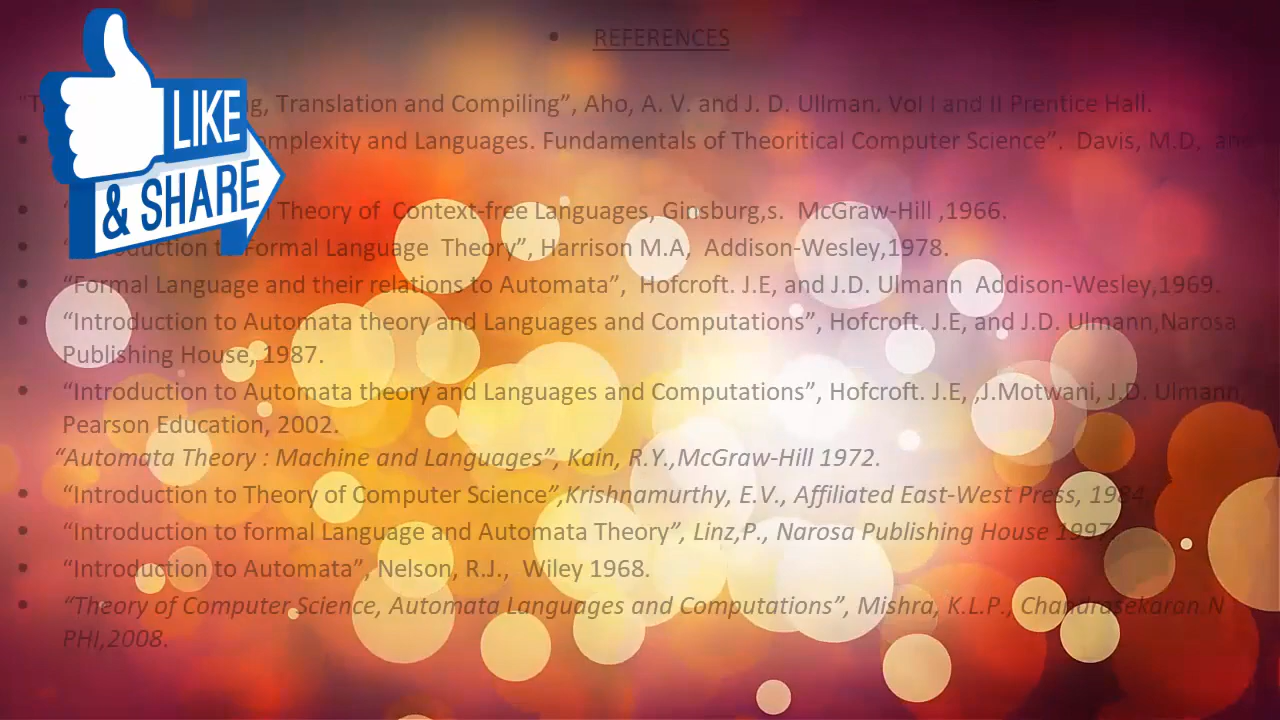 REFERENCES
LIKE
& SHARE
g, Translation and Compiling”, Aho, A. V. and J. D. Ullman. Vol I and II Prentice Hall.
mplexity and Languages. Fundamentals of Theoritical Computer Science”, Davis, M.D, and
Theory of Context-free Languages, Ginsburg,s. McGraw-Hill ,1966.
Formal Language Theory”, Harrison M.A, Addison-Wesley,1978.
“Formal Language and their relations to Automata”, Hofcroft. J.E, and J.D. Ulmann Addison-Wesley,1969.
“Introduction to Automata theory and Languages and Computations”, Hofcroft. J.E, and J.D. Ulmann,Narosa
Publishing House, 1987.
“Introduction to Automata theory and Languages and Computations”, Hofcroft. J.E, ,J.Motwani, J.D. Ulmann,
Pearson Education, 2002.
“Automata Theory : Machine and Languages”, Kain, R.Y.,McGraw-Hill 1972.
“Introduction to Theory of Computer Science”,Krishnamurthy, E.V., Affiliated East-West Press, 1984.
“Introduction to formal Language and Automata Theory”, Linz,P., Narosa Publishing House 1997.
“Introduction to Automata”, Nelson, R.J., Wiley 1968.
“Theory of Computer Science, Automata Languages and Computations”, Mishra, K.L.P., Chandrasekaran.N
PHI,2008.